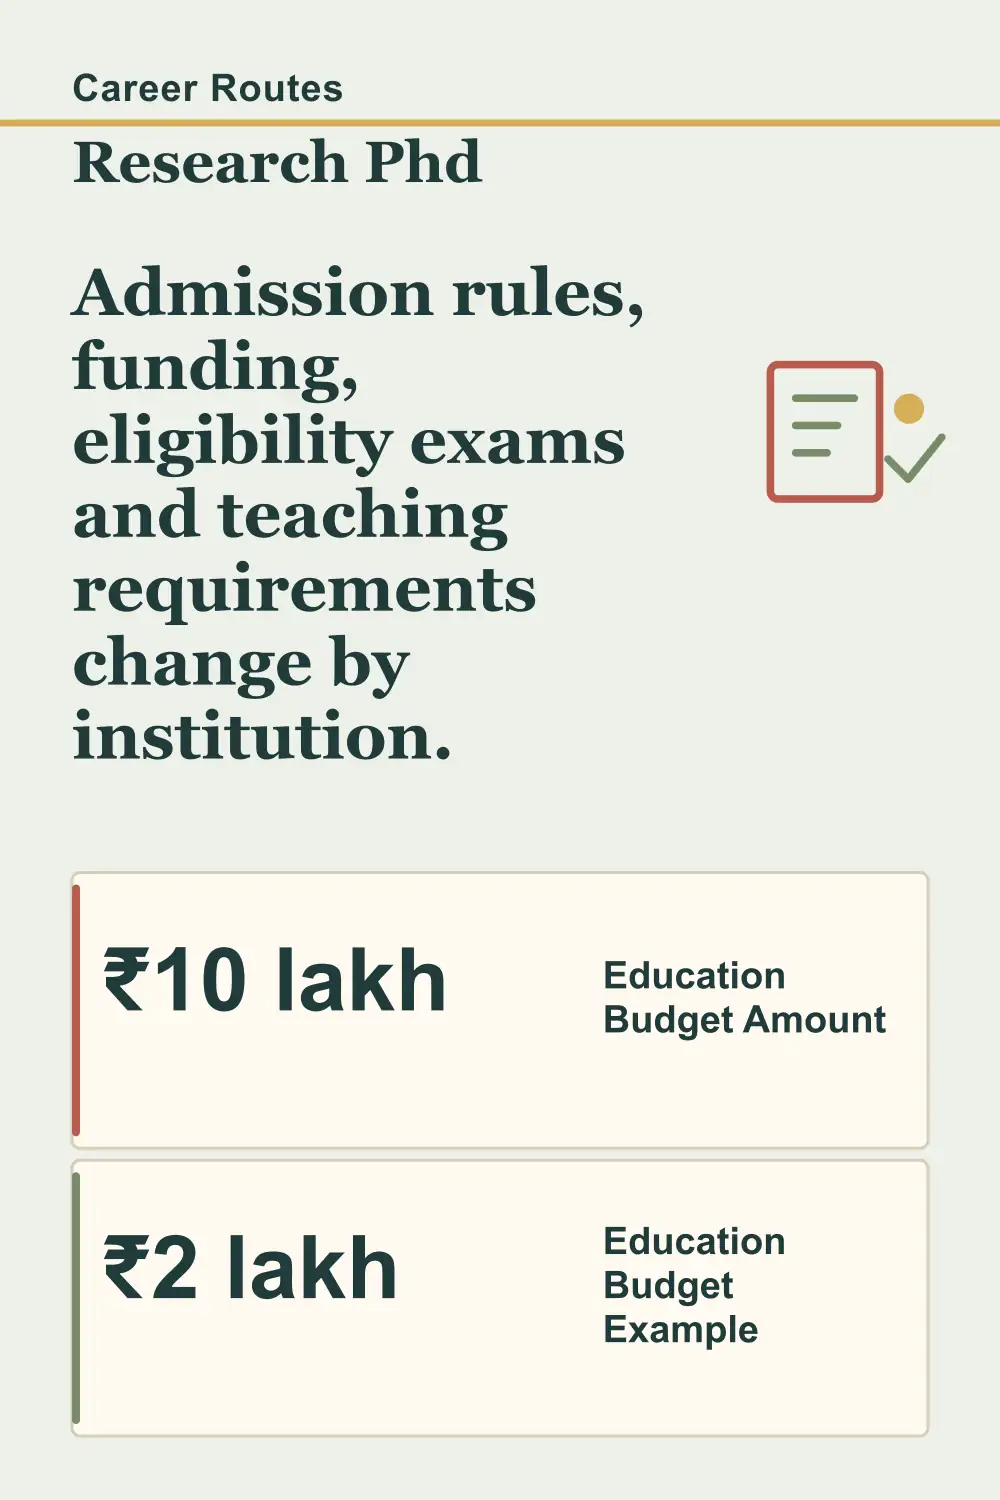 Career Routes
Research Phd
Admission rules,
funding,
eligibility exams
and teaching
requirements
change by
institution.
₹10 lakh
Education
Budget Amount
₹2 lakh
Education
Budget
Example